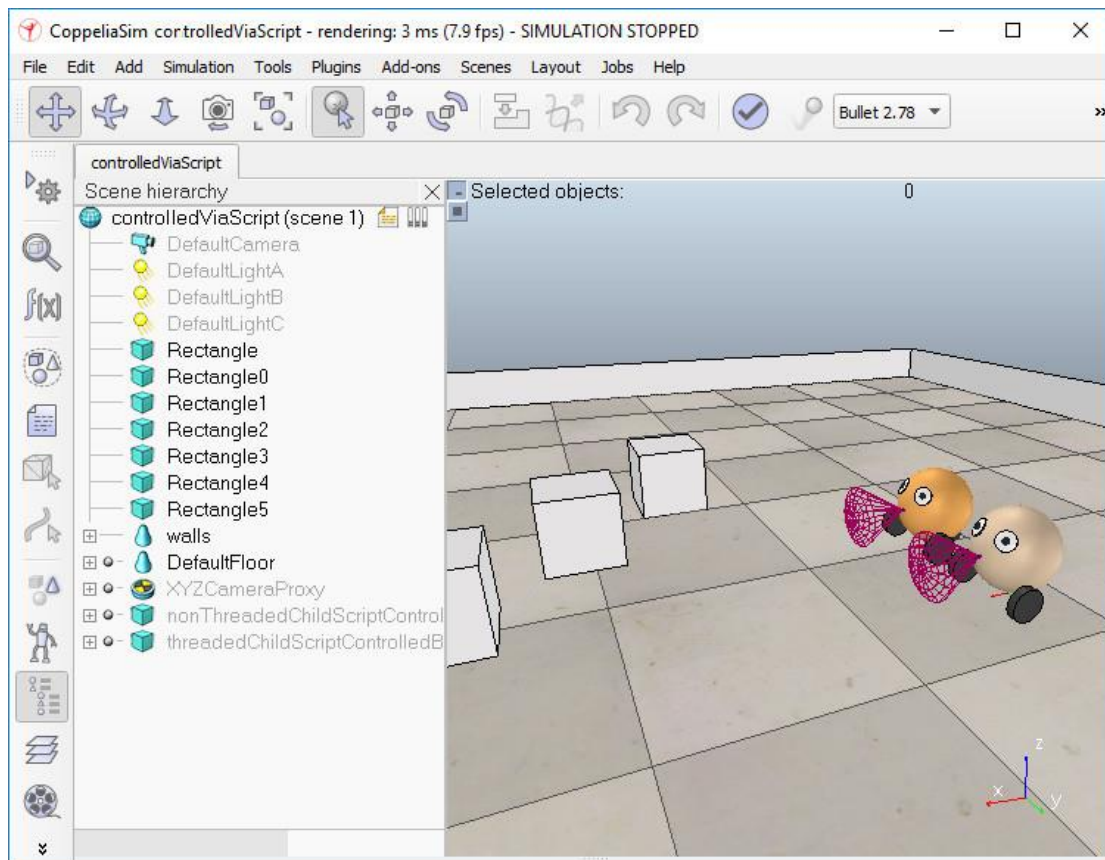 CoppeliaSim controlledViaScript - rendering: 3 ms (7.9 fps) - SIMULATION STOPPED
File Edit Add Simulation Tools Plugins Add-ons Scenes Layout Jobs Help
Bullet 2.78
»
controlledViaScript
f(x)
Scene hierarchy
Selected objects: 0
controlledViaScript (scene 1)
DefaultCamera
DefaultLightA
DefaultLightB
DefaultLightC
Rectangle
Rectangle0
Rectangle1
Rectangle2
Rectangle3
Rectangle4
Rectangle5
walls
DefaultFloor
XYZCameraProxy
nonThreadedChildScriptControl
threadedChildScriptControlledB
z
x
y